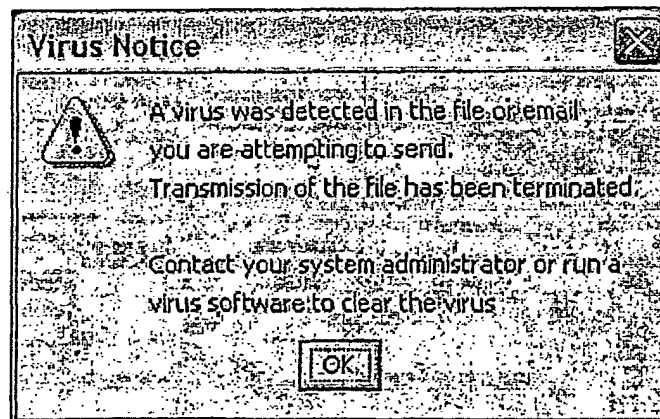 Virus Notice
A virus was detected in the file or email
you are attempting to send.
Transmission of the file has been terminated.
Contact your system administrator or run a
virus software to clear the virus
OK